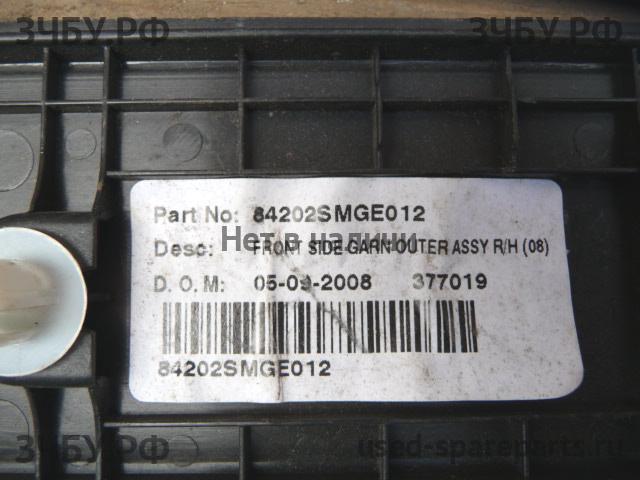 ЗЧБУ.РФ
ЗЧБУ.РФ
Part No: 84202SMGE012
Нет в наличии
Desc: FRONT SIDE GARN OUTER ASSY R/H (08)
D. O. M: 05-09-2008 377019
84202SMGE012
ЗЧБУ.РФ
used-spareparts.ru